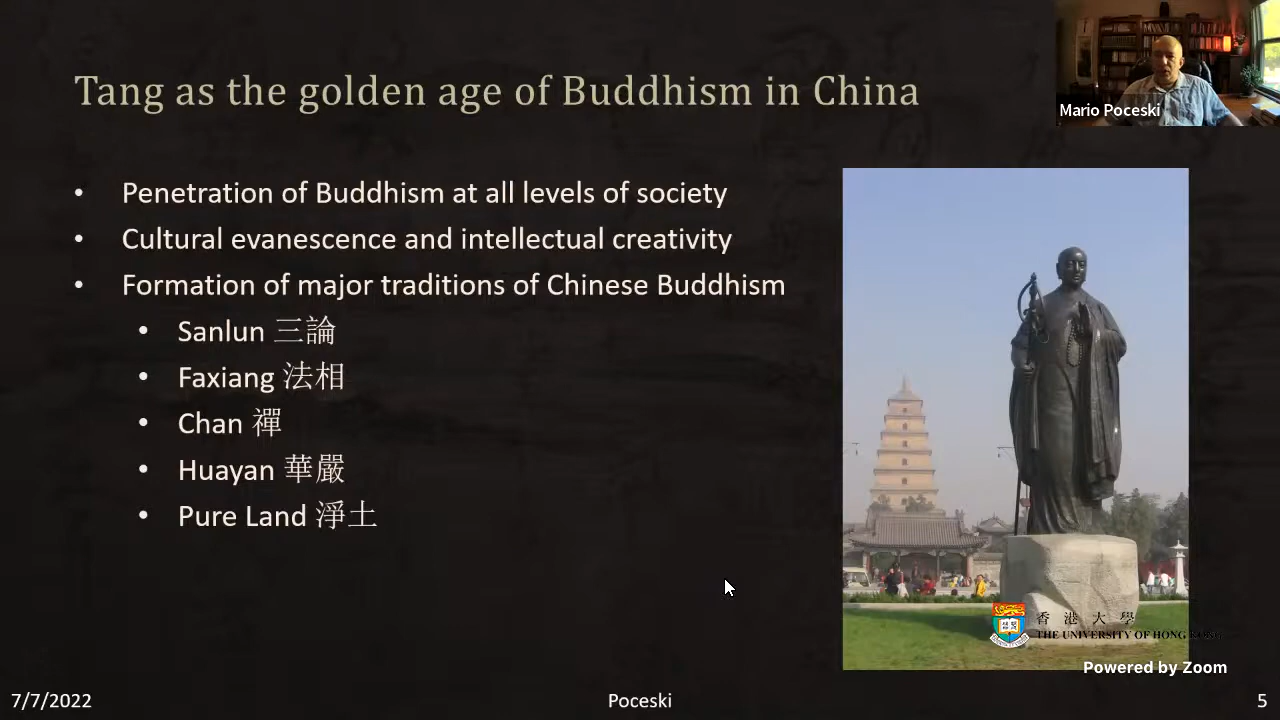 Tang as the golden age of Buddhism in China
Mario Poceski
• Penetration of Buddhism at all levels of society
• Cultural evanescence and intellectual creativity
• Formation of major traditions of Chinese Buddhism
• Sanlun 三論
• Faxiang 法相
• Chan 禪
• Huayan 華嚴
• Pure Land 淨土
香港大學
THE UNIVERSITY OF HONG KONG
Powered by Zoom
7/7/2022
Poceski
5